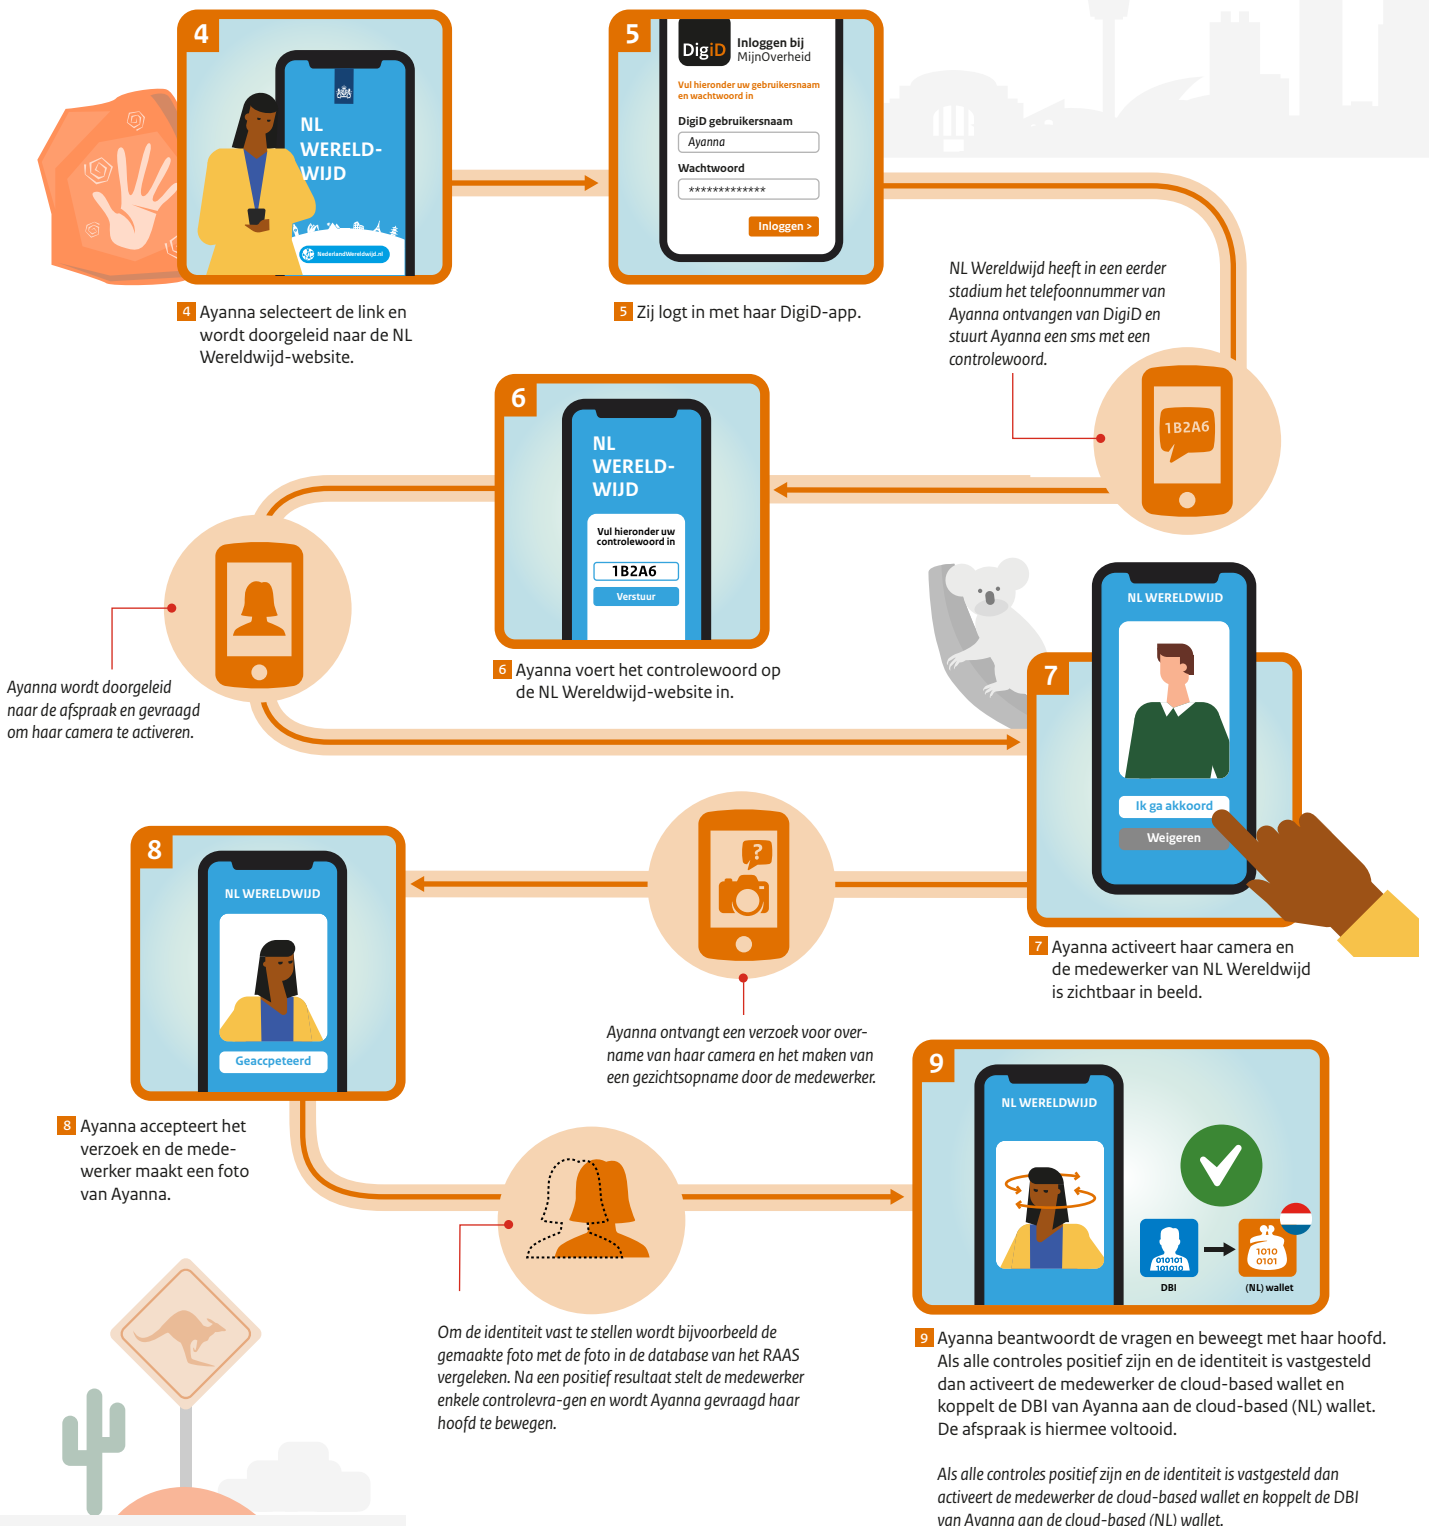 4
NL
WERELD-
WIJD
NederlandWereldwijd.nl
4 Ayanna selecteert de link en
wordt doorgeleid naar de NL
Wereldwijd-website.
5
DigiD
Inloggen bij
MijnOverheid
Vul hieronder uw gebruikersnaam
en wachtwoord in
DigiD gebruikersnaam
Ayanna
Wachtwoord
*************
Inloggen >
5 Zij logt in met haar DigiD-app.
NL Wereldwijd heeft in een eerder
stadium het telefoonnummer van
Ayanna ontvangen van DigiD en
stuurt Ayanna een sms met een
controlewoord.
1B2A6
6
NL
WERELD-
WIJD
Vul hieronder uw
controlewoord in
1B2A6
Verstuur
6 Ayanna voert het controlewoord op
de NL Wereldwijd-website in.
Ayanna wordt doorgeleid
naar de afspraak en gevraagd
om haar camera te activeren.
7
NL WERELDWIJD
Ik ga akkoord
Weigeren
7 Ayanna activeert haar camera en
de medewerker van NL Wereldwijd
is zichtbaar in beeld.
?
Ayanna ontvangt een verzoek voor over-
name van haar camera en het maken van
een gezichtsopname door de medewerker.
8
NL WERELDWIJD
Geaccpeteerd
8 Ayanna accepteert het
verzoek en de mede-
werker maakt een foto
van Ayanna.
Om de identiteit vast te stellen wordt bijvoorbeeld de
gemaakte foto met de foto in de database van het RAAS
vergeleken. Na een positief resultaat stelt de medewerker
enkele controlevra-gen en wordt Ayanna gevraagd haar
hoofd te bewegen.
9
NL WERELDWIJD
010101
101010
DBI
1010
0101
(NL) wallet
9 Ayanna beantwoordt de vragen en beweegt met haar hoofd.
Als alle controles positief zijn en de identiteit is vastgesteld
dan activeert de medewerker de cloud-based wallet en
koppelt de DBI van Ayanna aan de cloud-based (NL) wallet.
De afspraak is hiermee voltooid.
Als alle controles positief zijn en de identiteit is vastgesteld dan
activeert de medewerker de cloud-based wallet en koppelt de DBI
van Ayanna aan de cloud-based (NL) wallet.